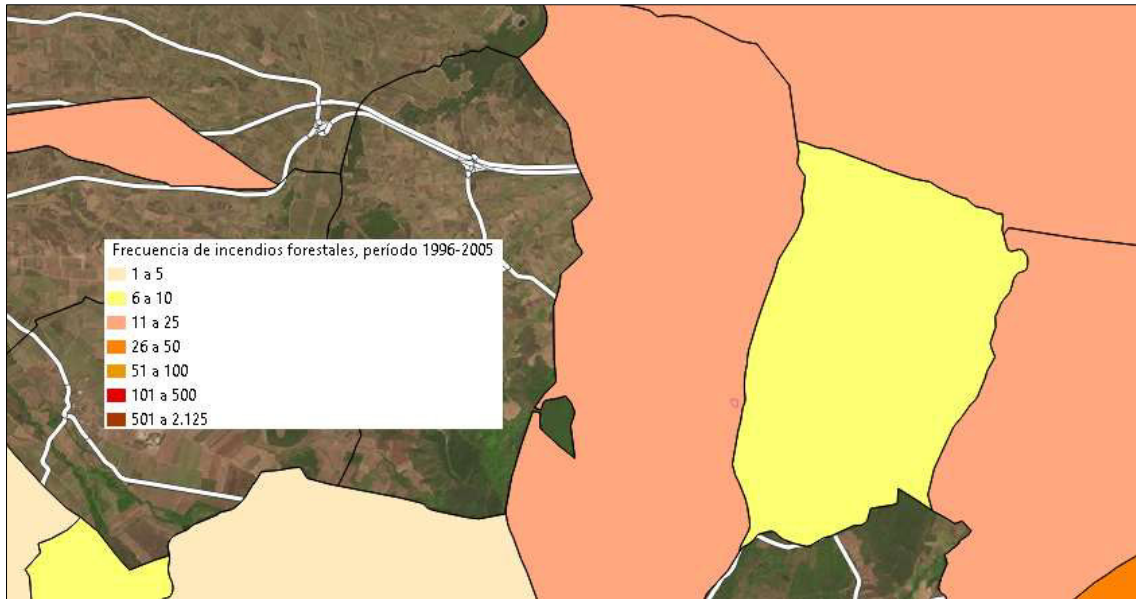 Frecuencia de incendios forestales, período 1996-2005
1 a 5
6 a 10
11 a 25
26 a 50
51 a 100
101 a 500
501 a 2.125